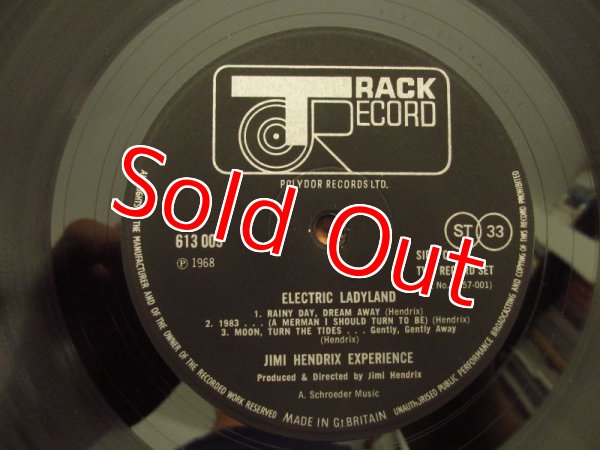 TRACK
RECORD
POLYDOR RECORDS LTD.
Sold Out
613 009
℗ 1968
ST 33
RECORD SET
ELECTRIC LADYLAND
1. RAINY DAY, DREAM AWAY (Hendrix)
2. 1983 . . . (A MERMAN I SHOULD TURN TO BE) (Hendrix)
3. MOON, TURN THE TIDES . . . Gently, Gently Away
(Hendrix)
JIMI HENDRIX EXPERIENCE
Produced & Directed by Jimi Hendrix
A. Schroeder Music
THE MANUFACTURER AND OF THE OWNER OF THE RECORDED WORK RESERVED
MADE IN Gt BRITAIN
UNAUTHORISED PUBLIC PERFORMANCE BROADCASTING AND COPYING OF THIS RECORD PROHIBITED